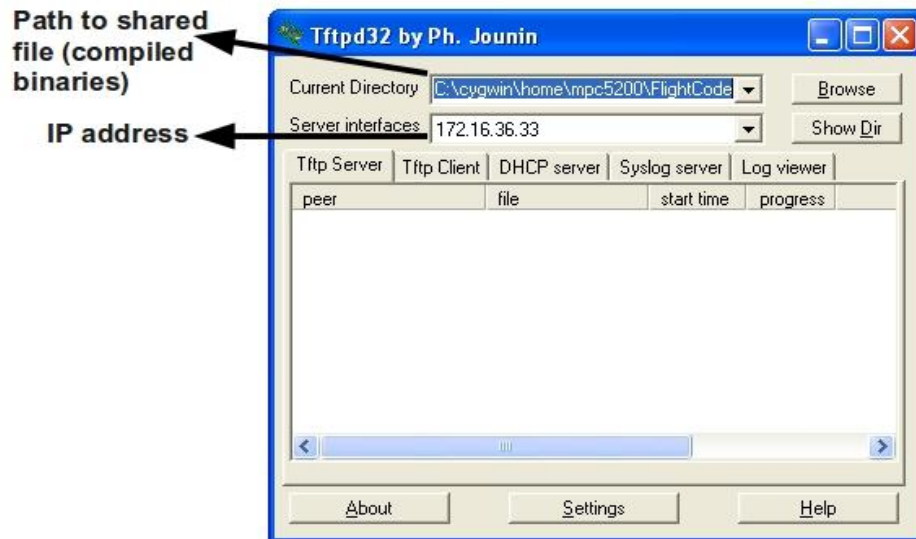 Path to shared
file (compiled
binaries)
IP address
Tftpd32 by Ph. Jounin
Current Directory C:\cygwin\home\mpc5200\FlightCode Browse
Server interfaces 172.16.36.33 Show Dir
Tftp Server Tftp Client DHCP server Syslog server Log viewer
peer file start time progress
About Settings Help